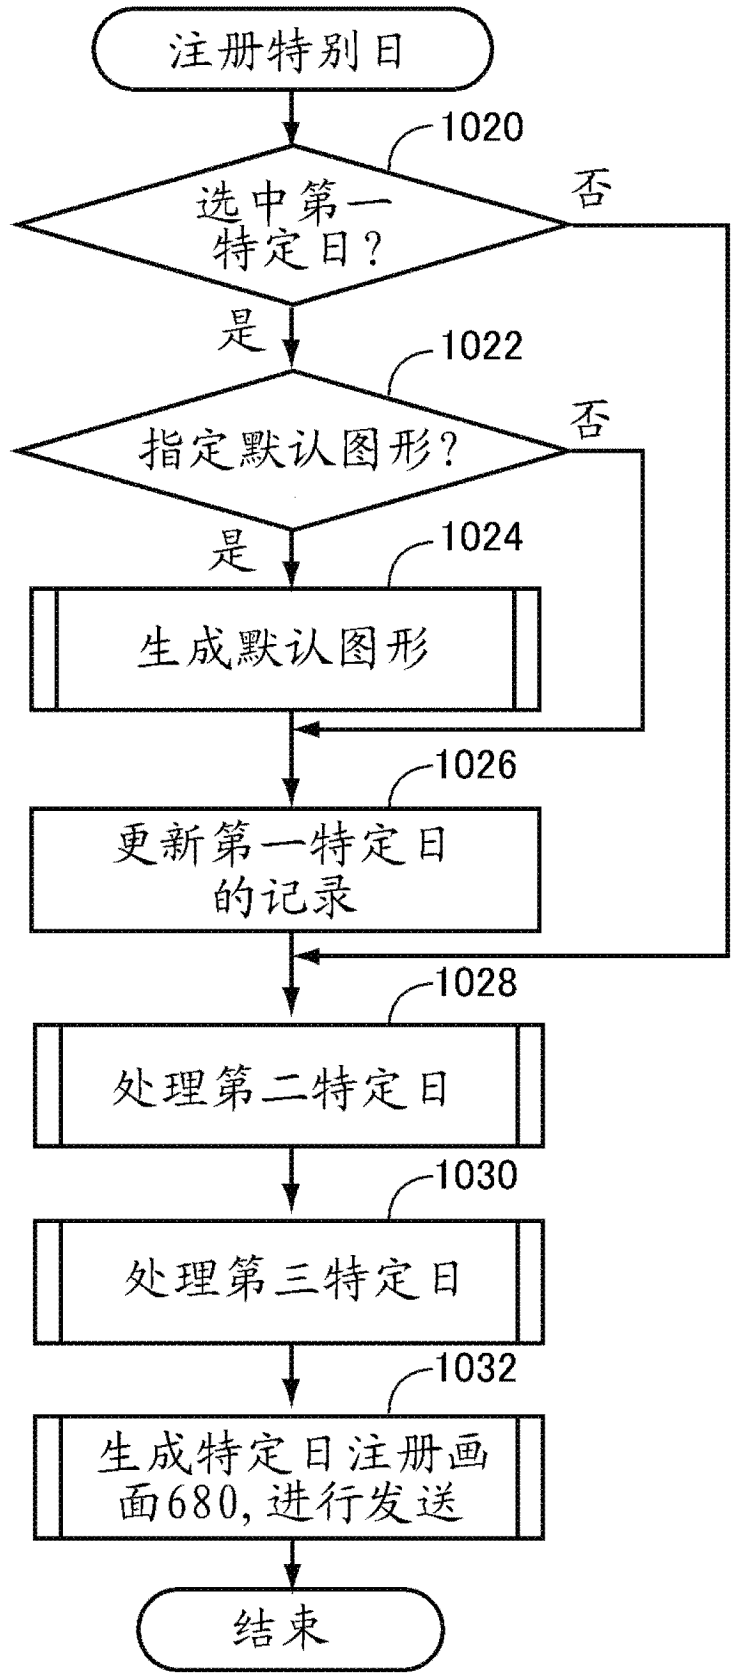 注册特别日
1020
选中第一
特定日？
否
是
1022
指定默认图形？
否
是
1024
生成默认图形
1026
更新第一特定日
的记录
1028
处理第二特定日
1030
处理第三特定日
1032
生成特定日注册画
面680,进行发送
结束